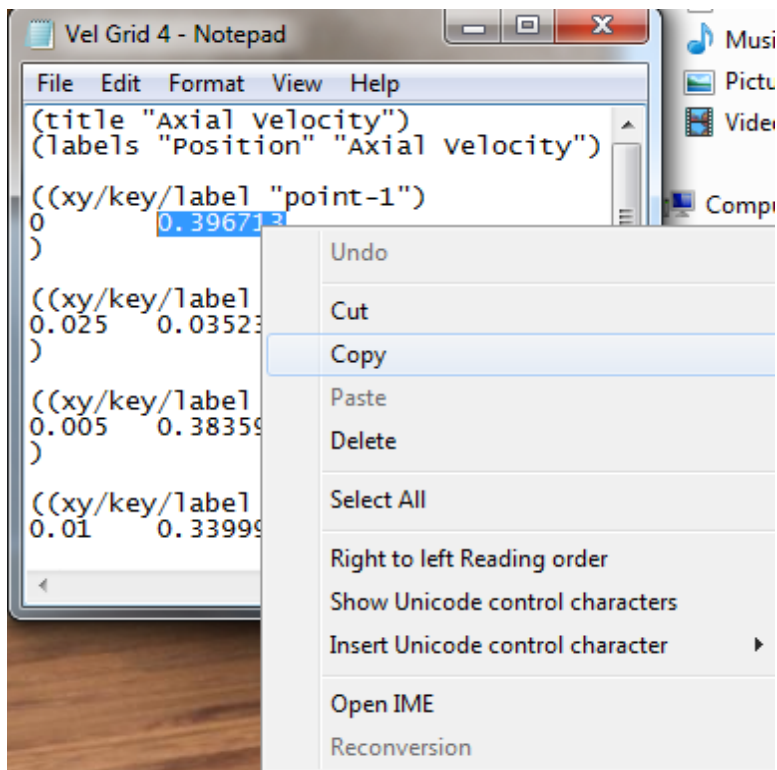 Vel Grid 4 - Notepad
File Edit Format View Help
(title "Axial Velocity")
(labels "Position" "Axial Velocity")
((xy/key/label "point-1")
0 0.396713
)
((xy/key/label
0.025 0.03523
)
((xy/key/label
0.005 0.38359
)
((xy/key/label
0.01 0.33999
Undo
Cut
Copy
Paste
Delete
Select All
Right to left Reading order
Show Unicode control characters
Insert Unicode control character
Open IME
Reconversion
Musi
Pictu
Vide
Compu